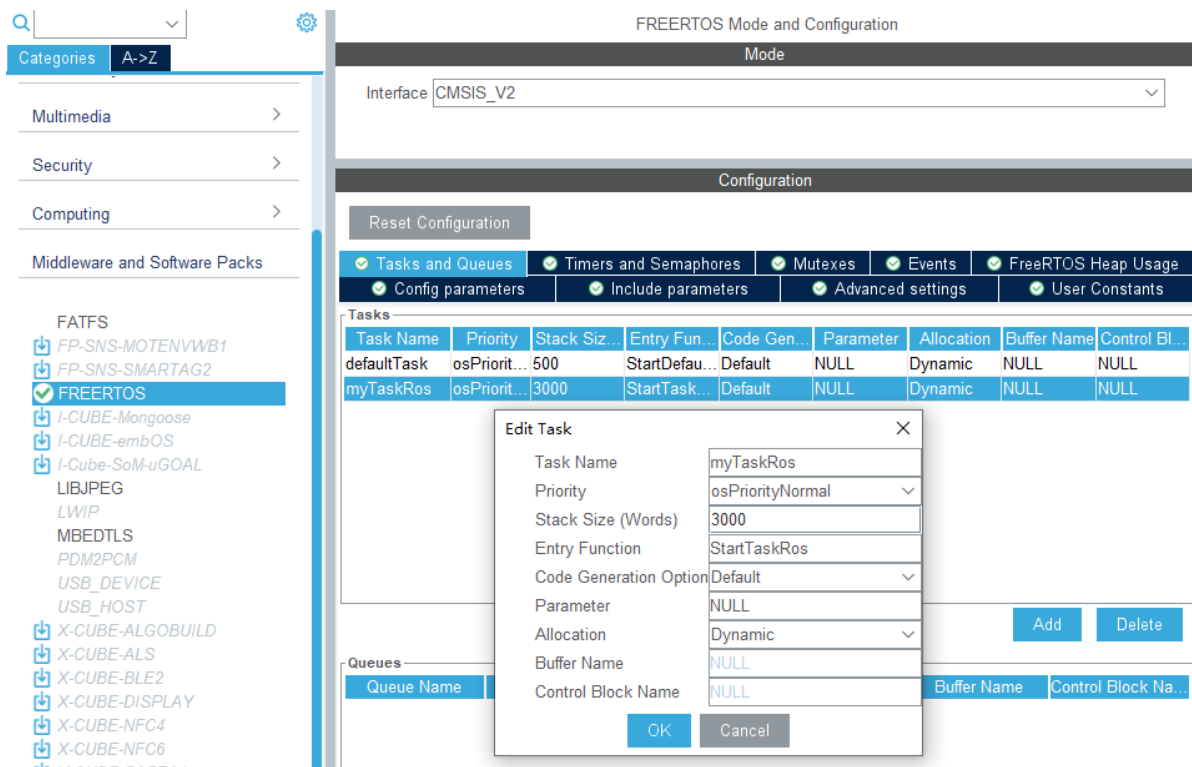 Categories
A->Z
Multimedia
Security
Computing
Middleware and Software Packs
FATFS
FP-SNS-MOTENVWB1
FP-SNS-SMARTAG2
FREERTOS
I-CUBE-Mongoose
I-CUBE-embOS
I-Cube-SoM-uGOAL
LIBJPEG
LWIP
MBEDTLS
PDM2PCM
USB_DEVICE
USB_HOST
X-CUBE-ALGOBUILD
X-CUBE-ALS
X-CUBE-BLE2
X-CUBE-DISPLAY
X-CUBE-NFC4
X-CUBE-NFC6
FREERTOS Mode and Configuration
Mode
Interface CMSIS_V2
Configuration
Reset Configuration
Tasks and Queues Timers and Semaphores Mutexes Events FreeRTOS Heap Usage
Config parameters Include parameters Advanced settings User Constants
Tasks
Task Name Priority Stack Siz... Entry Fun... Code Gen... Parameter Allocation Buffer Name Control Bl...
defaultTask osPriorit... 500 StartDefau... Default NULL Dynamic NULL NULL
myTaskRos osPriorit... 3000 StartTask... Default NULL Dynamic NULL NULL
Edit Task
Task Name myTaskRos
Priority osPriorityNormal
Stack Size (Words) 3000
Entry Function StartTaskRos
Code Generation Option Default
Parameter NULL
Allocation Dynamic
Buffer Name NULL
Control Block Name NULL
OK Cancel
Add Delete
Queues
Queue Name Buffer Name Control Block Na...